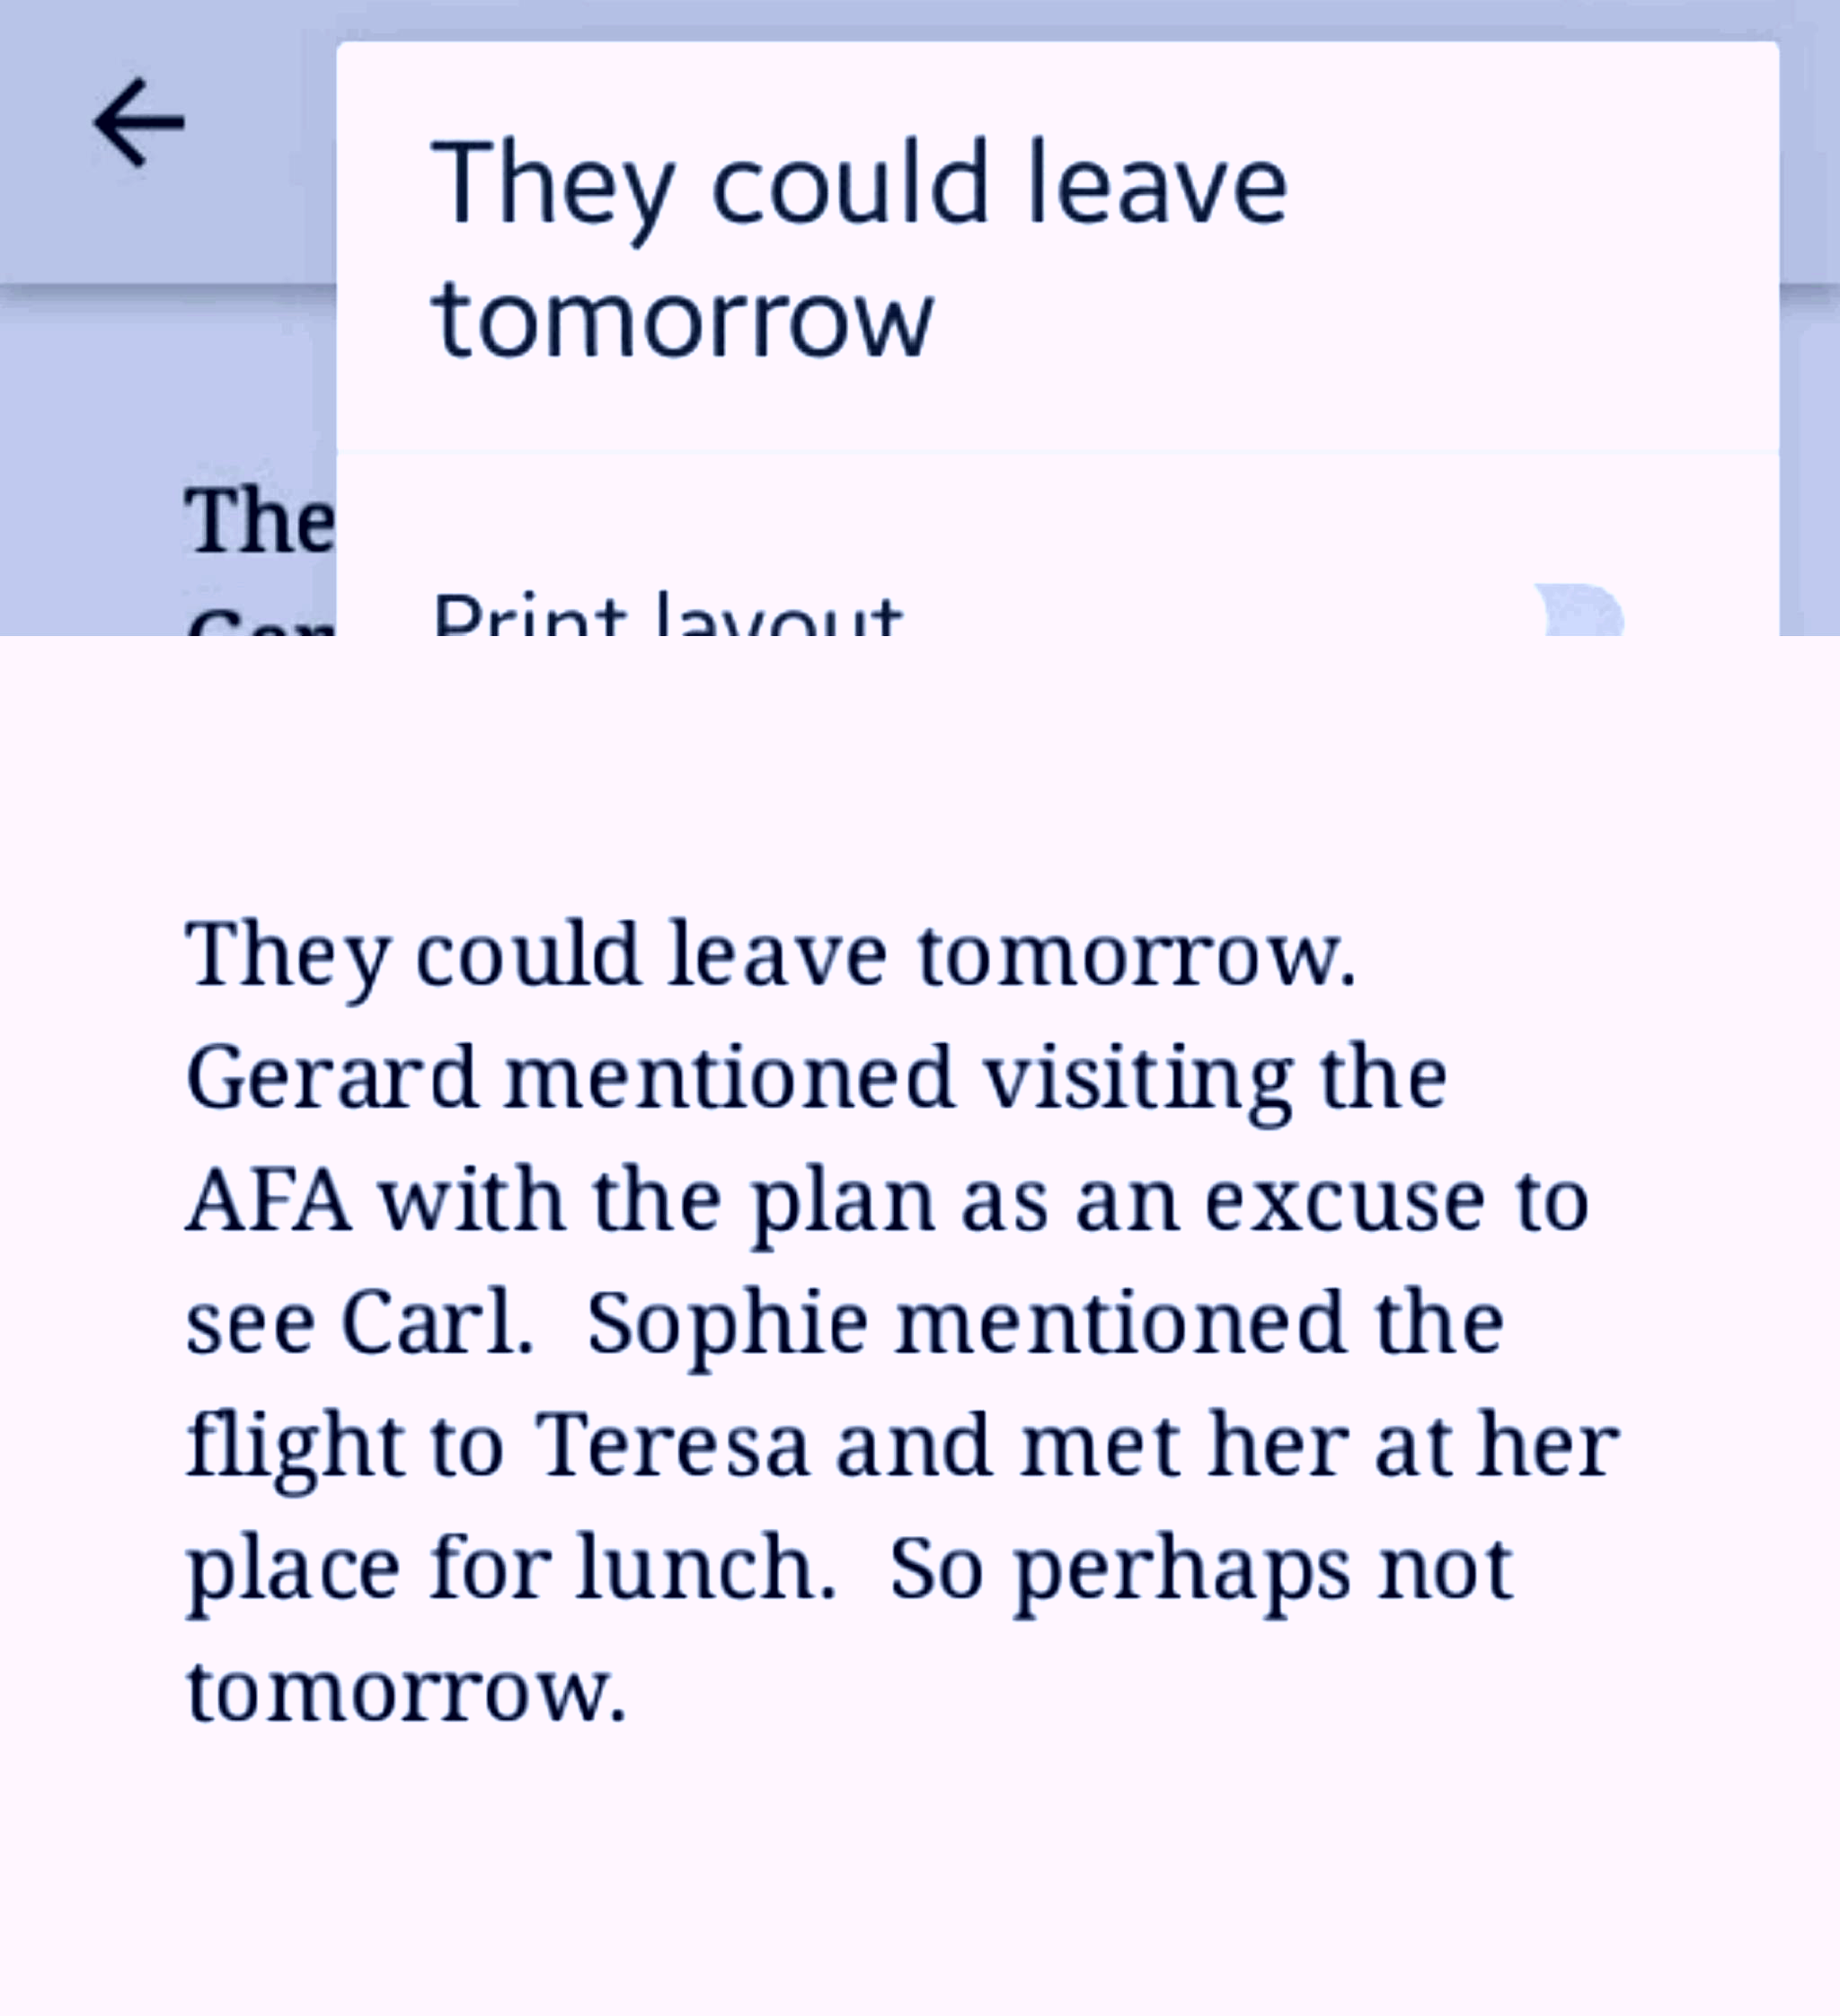 They could leave
tomorrow
The
Ger
Print layout
They could leave tomorrow.
Gerard mentioned visiting the
AFA with the plan as an excuse to
see Carl.  Sophie mentioned the
flight to Teresa and met her at her
place for lunch.  So perhaps not
tomorrow.